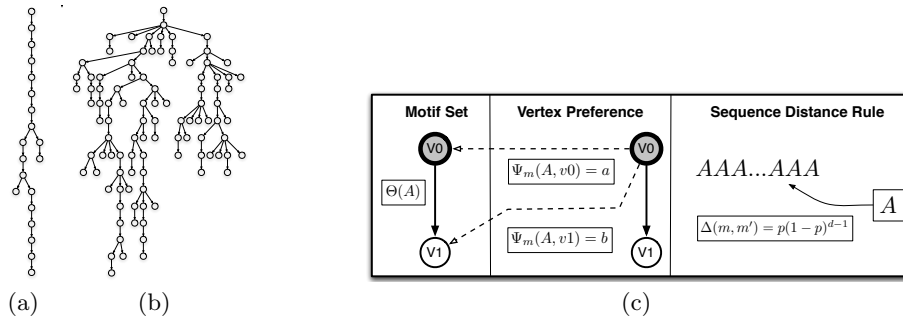 Motif Set
Vertex Preference
Sequence Distance Rule
V0
V0
Θ(A)
Ψ_m(A, v0) = a
AAA...AAA
A
Ψ_m(A, v1) = b
Δ(m, m′) = p(1 − p)^{d−1}
V1
V1
(a)
(b)
(c)